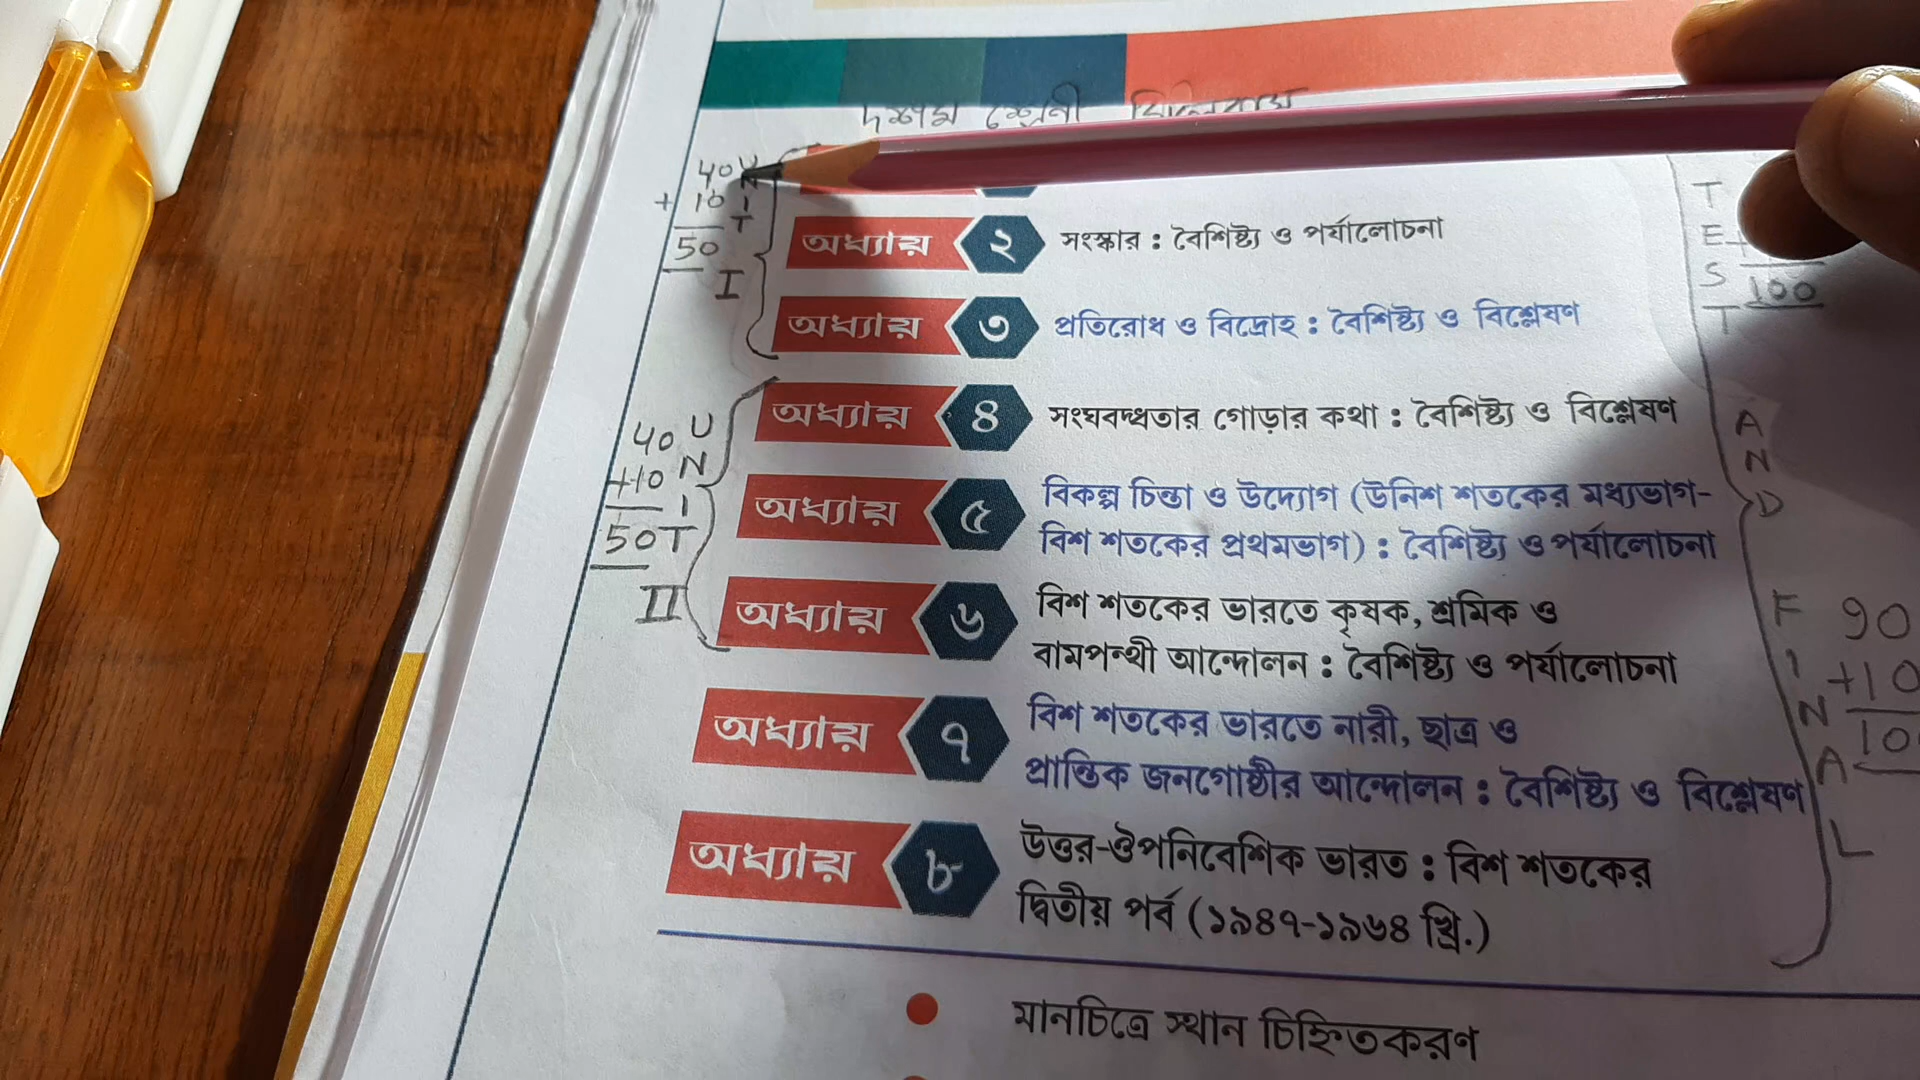 দশম শ্রেণী সিলেবাস
40
+ 10
50
UNIT
I
অধ্যায় ২ সংস্কার : বৈশিষ্ট্য ও পর্যালোচনা
অধ্যায় ৩ প্রতিরোধ ও বিদ্রোহ : বৈশিষ্ট্য ও বিশ্লেষণ
40
+10
50
UNIT
II
অধ্যায় ৪ সংঘবদ্ধতার গোড়ার কথা : বৈশিষ্ট্য ও বিশ্লেষণ
অধ্যায় ৫ বিকল্প চিন্তা ও উদ্যোগ (উনিশ শতকের মধ্যভাগ-
বিশ শতকের প্রথমভাগ) : বৈশিষ্ট্য ও পর্যালোচনা
অধ্যায় ৬ বিশ শতকের ভারতে কৃষক, শ্রমিক ও
বামপন্থী আন্দোলন : বৈশিষ্ট্য ও পর্যালোচনা
অধ্যায় ৭ বিশ শতকের ভারতে নারী, ছাত্র ও
প্রান্তিক জনগোষ্ঠীর আন্দোলন : বৈশিষ্ট্য ও বিশ্লেষণ
অধ্যায় ৮ উত্তর-ঔপনিবেশিক ভারত : বিশ শতকের
দ্বিতীয় পর্ব (১৯৪৭-১৯৬৪ খ্রি.)
মানচিত্রে স্থান চিহ্নিতকরণ
TEST
100
AND
FINAL
90
+10